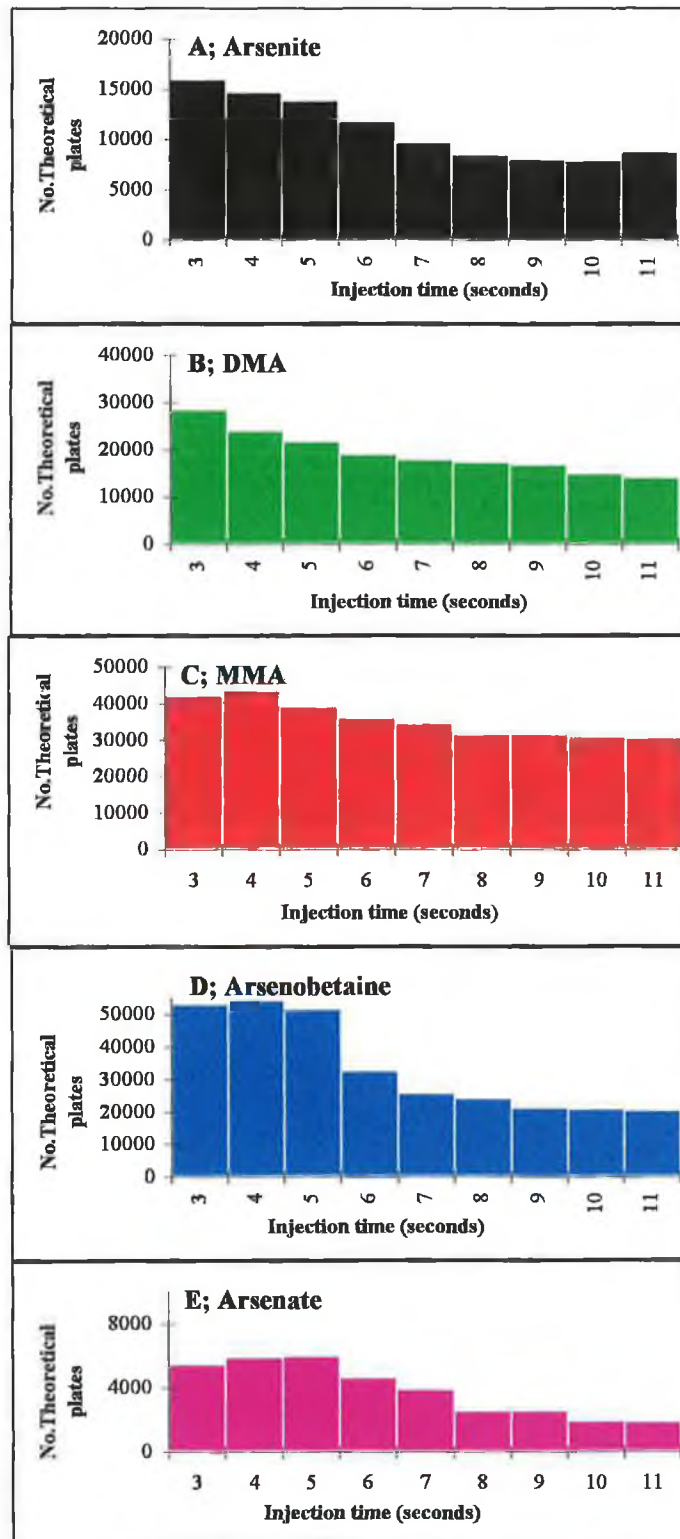 A; Arsenite
No.Theoretical
plates
20000
15000
10000
5000
0
3 4 5 6 7 8 9 10 11
Injection time (seconds)
B; DMA
No.Theoretical
plates
40000
30000
20000
10000
0
3 4 5 6 7 8 9 10 11
Injection time (seconds)
C; MMA
No.Theoretical
plates
50000
40000
30000
20000
10000
0
3 4 5 6 7 8 9 10 11
Injection time (seconds)
D; Arsenobetaine
No.Theoretical
plates
50000
40000
30000
20000
10000
0
3 4 5 6 7 8 9 10 11
Injection time (seconds)
E; Arsenate
No.Theoretical
plates
8000
4000
0
3 4 5 6 7 8 9 10 11
Injection time (seconds)